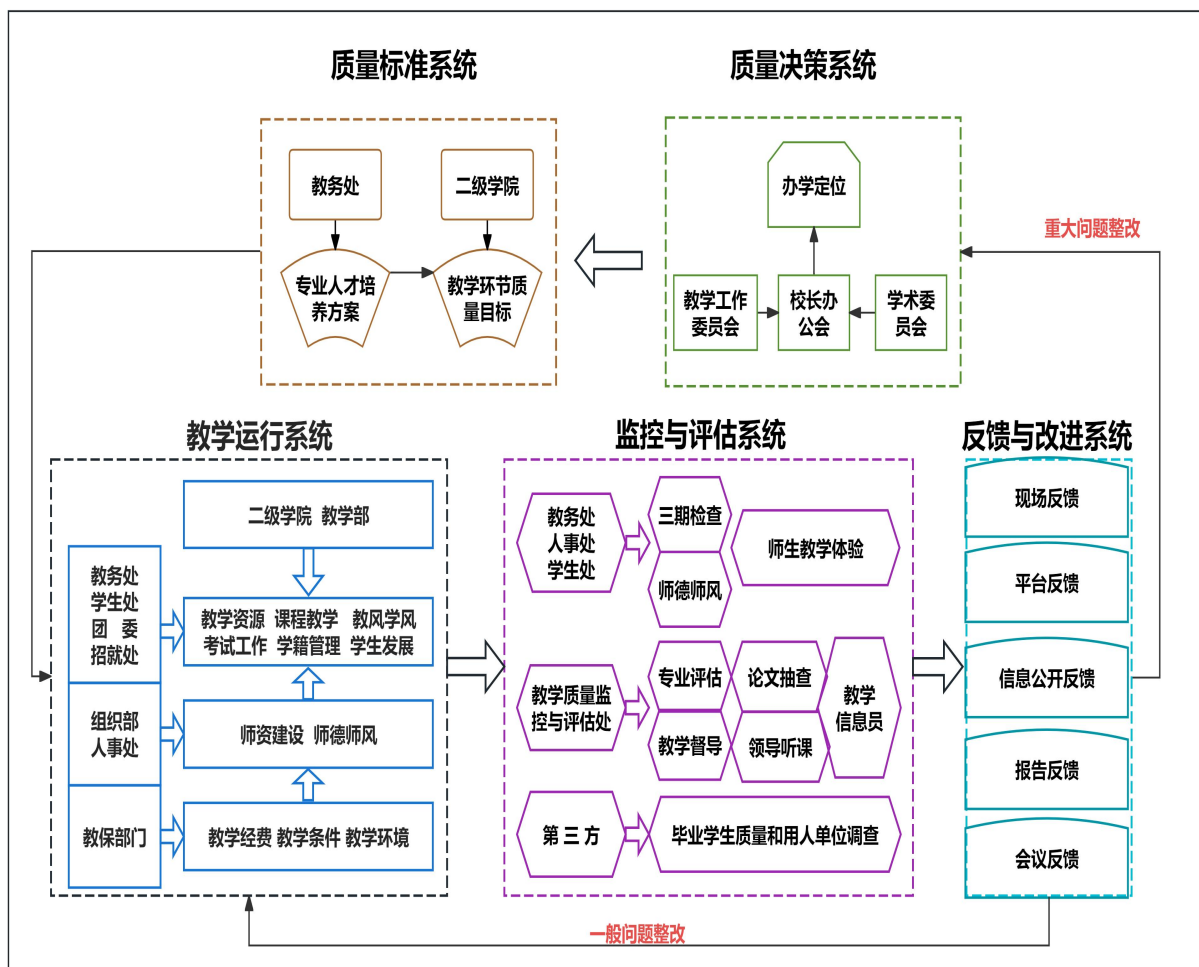 质量标准系统
质量决策系统
教务处
二级学院
专业人才培
养方案
教学环节质
量目标
办学定位
教学工作
委员会
校长办
公会
学术委
员会
重大问题整改
教学运行系统
监控与评估系统
反馈与改进系统
二级学院 教学部
教务处
学生处
团 委
招就处
教学资源 课程教学 教风学风
考试工作 学籍管理 学生发展
组织部
人事处
师资建设 师德师风
教保部门
教学经费 教学条件 教学环境
教务处
人事处
学生处
三期检查
师德师风
师生教学体验
教学质量监
控与评估处
专业评估
论文抽查
教学督导
领导听课
教学
信息员
第 三 方
毕业学生质量和用人单位调查
现场反馈
平台反馈
信息公开反馈
报告反馈
会议反馈
一般问题整改